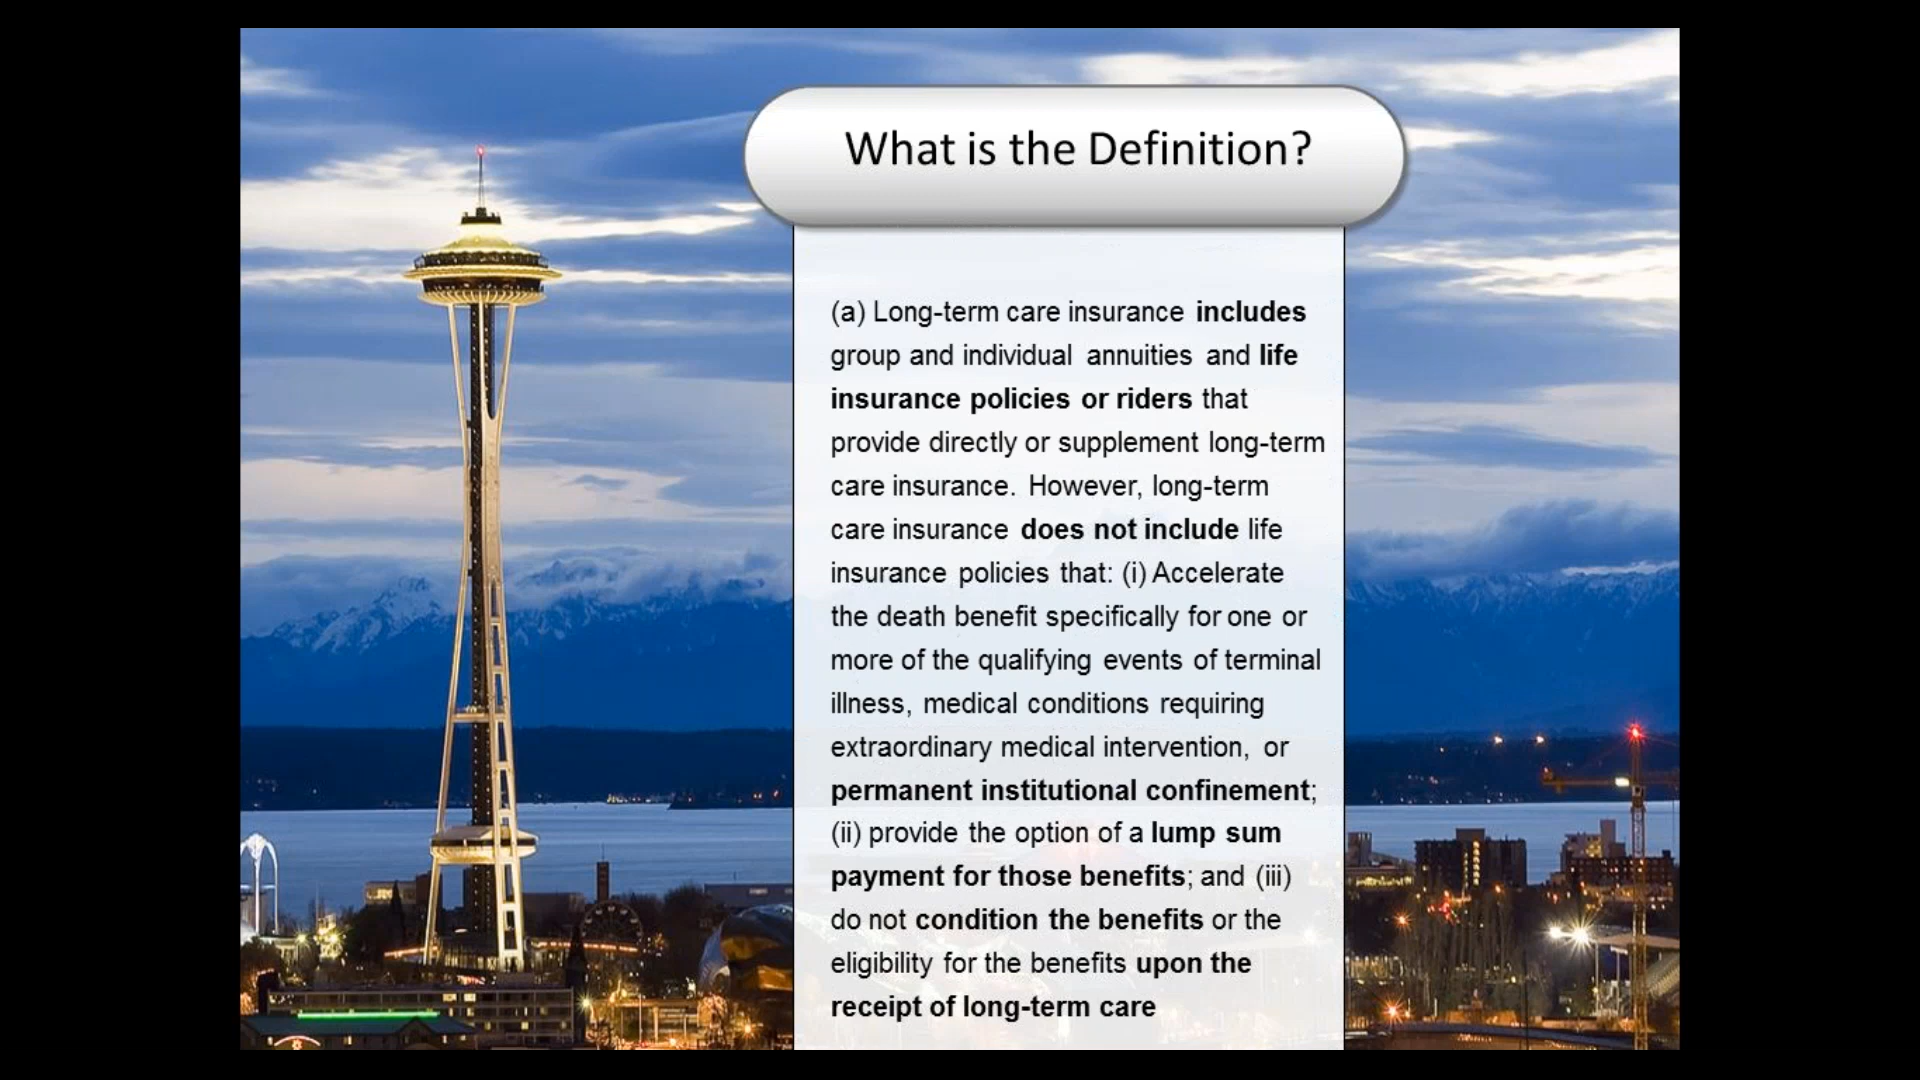 What is the Definition?
(a) Long-term care insurance includes
group and individual annuities and life
insurance policies or riders that
provide directly or supplement long-term
care insurance. However, long-term
care insurance does not include life
insurance policies that: (i) Accelerate
the death benefit specifically for one or
more of the qualifying events of terminal
illness, medical conditions requiring
extraordinary medical intervention, or
permanent institutional confinement;
(ii) provide the option of a lump sum
payment for those benefits; and (iii)
do not condition the benefits or the
eligibility for the benefits upon the
receipt of long-term care